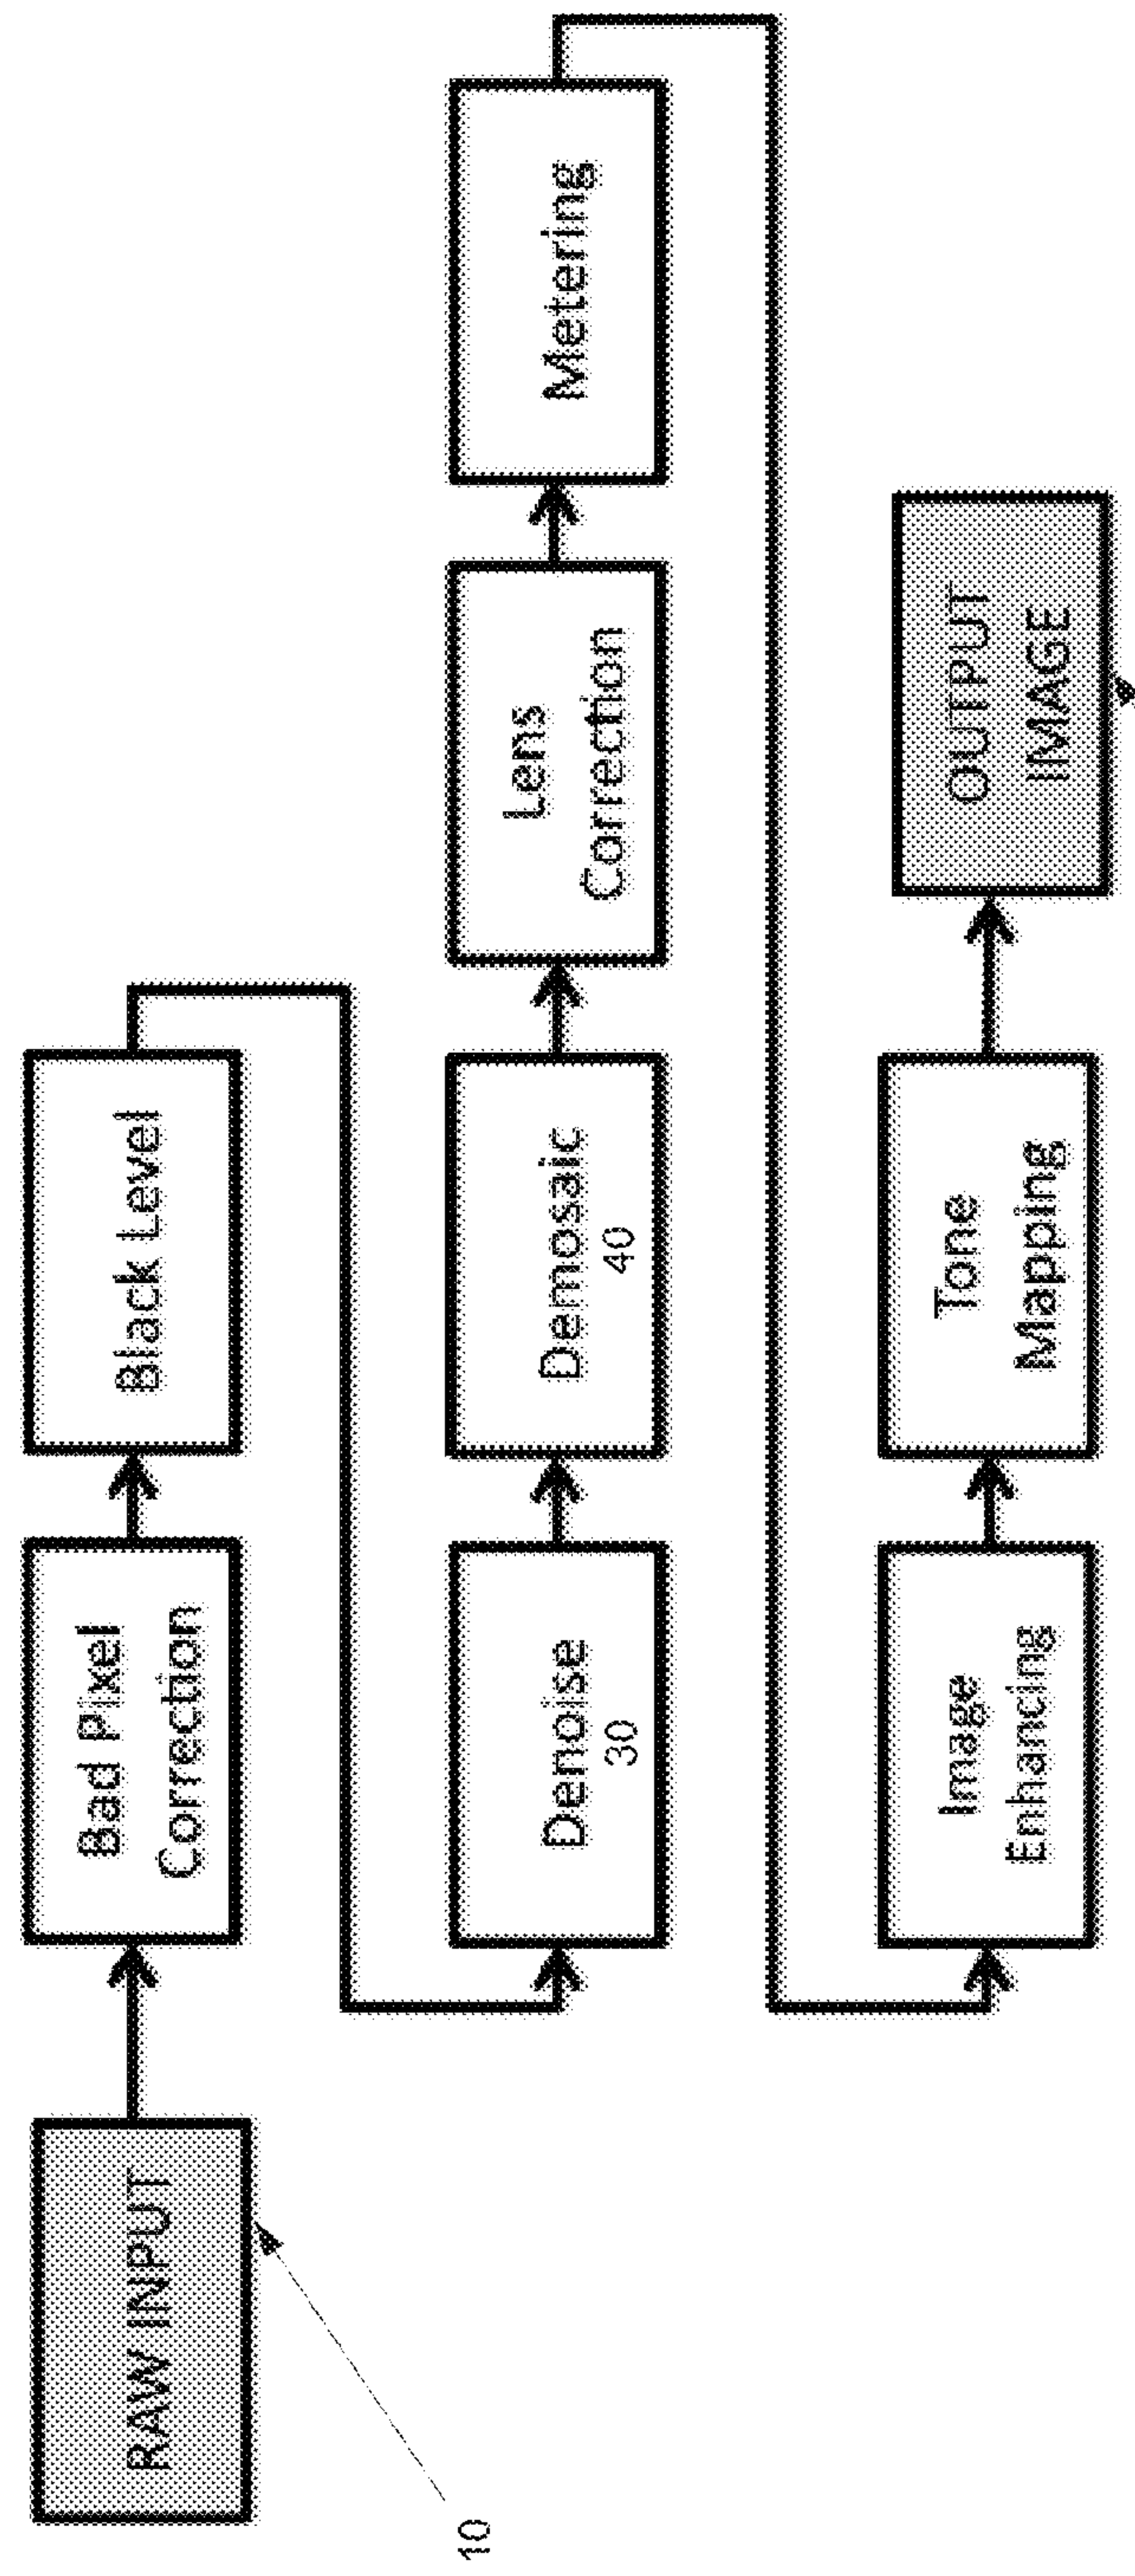 RAW INPUT
10
Bad Pixel
Correction
Black Level
Denoise
30
Demosaic
40
Lens
Correction
Metering
Image
Enhancing
Tone
Mapping
OUTPUT
IMAGE